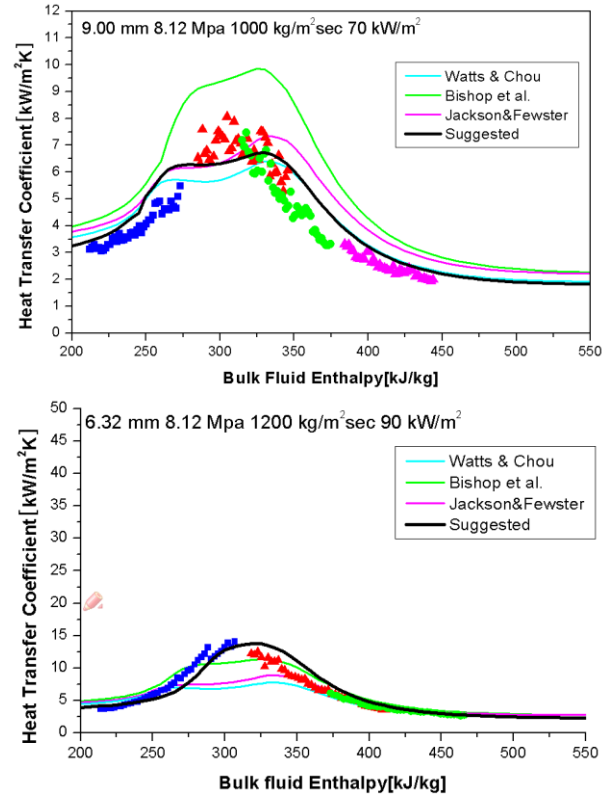 9.00 mm 8.12 Mpa 1000 kg/m²sec 70 kW/m²
Watts & Chou
Bishop et al.
Jackson&Fewster
Suggested
Heat Transfer Coefficient[kW/m²K]
12
11
10
9
8
7
6
5
4
3
2
1
0
200 250 300 350 400 450 500 550
Bulk Fluid Enthalpy[kJ/kg]
6.32 mm 8.12 Mpa 1200 kg/m²sec 90 kW/m²
Watts & Chou
Bishop et al.
Jackson&Fewster
Suggested
Heat Transfer Coefficient[kW/m²K]
50
45
40
35
30
25
20
15
10
5
0
200 250 300 350 400 450 500 550
Bulk fluid Enthalpy[kJ/kg]